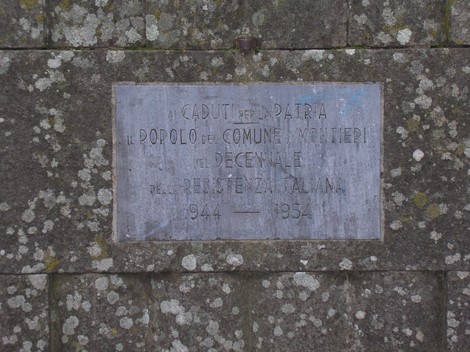 AI CADUTI PER LA PATRIA
IL POPOLO DEL COMUNE DI MONTIERI
NEL DECENNALE
DELLA RESISTENZA ITALIANA
1944 — 1954